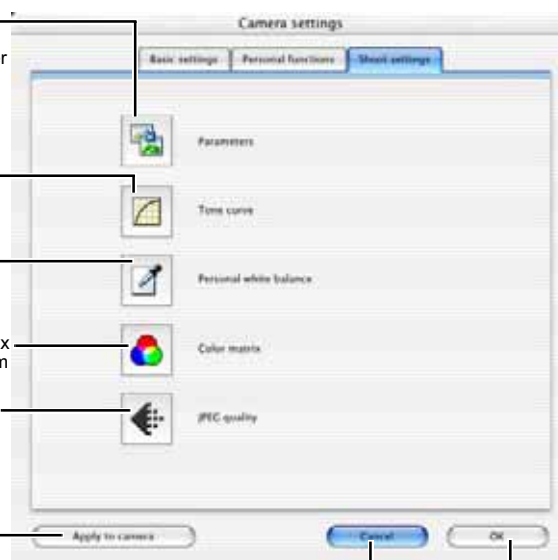 Camera settings
Basic settings Personal functions Shoot settings
r
Parameters
Tone curve
Personal white balance
x
m
Color matrix
JPEG quality
Apply to camera Cancel OK